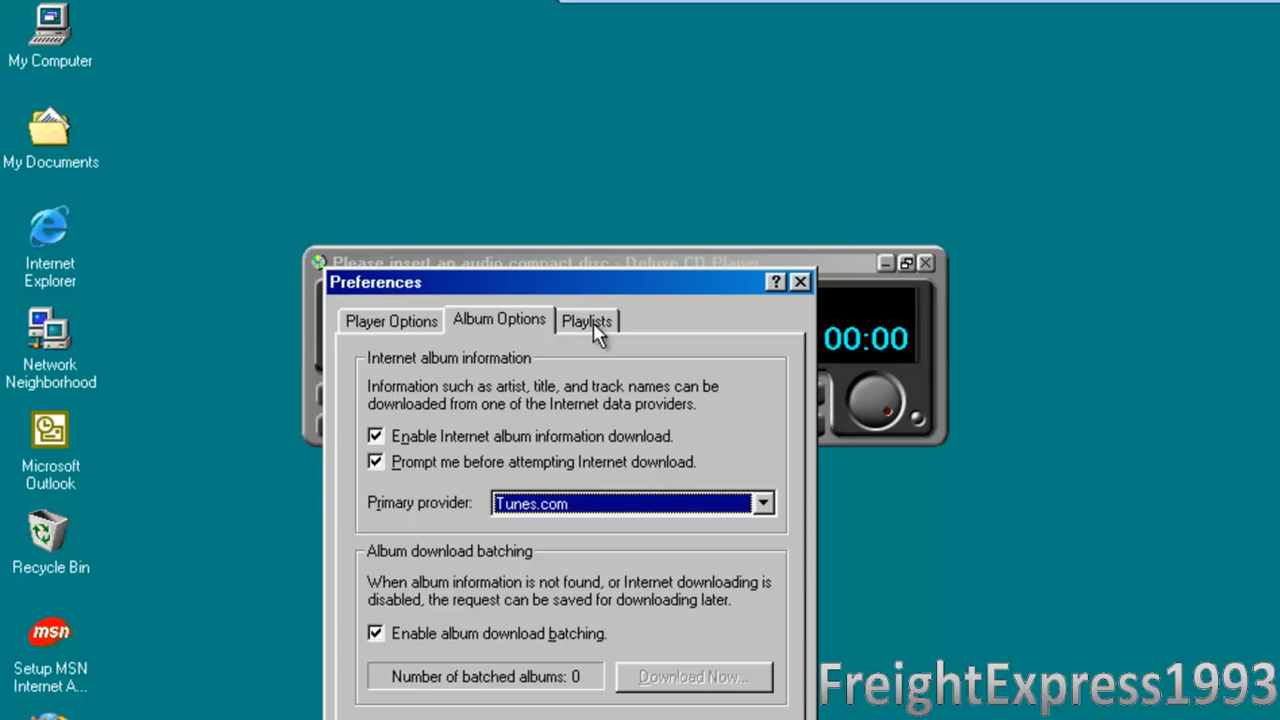 My Computer
My Documents
Internet
Explorer
Network
Neighborhood
Microsoft
Outlook
Recycle Bin
msn
Setup MSN
Internet A...
Please insert an audio compact disc - Deluxe CD Player
Preferences
Player Options
Album Options
Playlists
Internet album information
Information such as artist, title, and track names can be
downloaded from one of the Internet data providers.
Enable Internet album information download.
Prompt me before attempting Internet download.
Primary provider:
Tunes.com
Album download batching
When album information is not found, or Internet downloading is
disabled, the request can be saved for downloading later.
Enable album download batching.
Number of batched albums: 0
Download Now...
00:00
FreightExpress1993